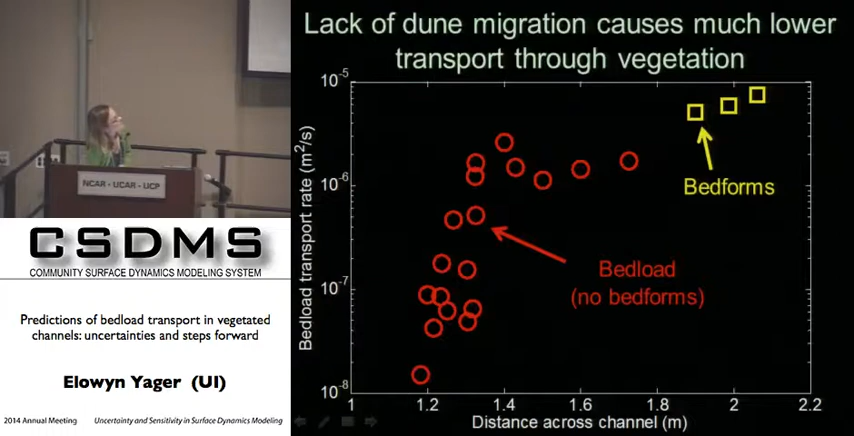 NCAR - UCAR - UCP
CSDMS
COMMUNITY SURFACE DYNAMICS MODELING SYSTEM
Predictions of bedload transport in vegetated
channels: uncertainties and steps forward
Elowyn Yager (UI)
2014 Annual Meeting
Uncertainty and Sensitivity in Surface Dynamics Modeling
Lack of dune migration causes much lower
transport through vegetation
Bedload transport rate (m²/s)
10⁻⁵
10⁻⁶
10⁻⁷
10⁻⁸
Bedforms
Bedload
(no bedforms)
1 1.2 1.4 1.6 1.8 2 2.2
Distance across channel (m)